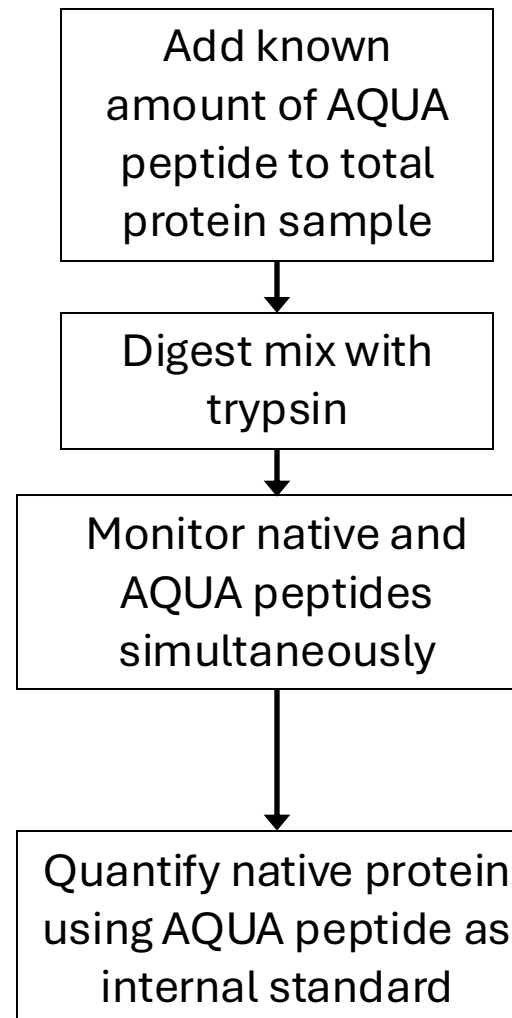 Add known
amount of AQUA
peptide to total
protein sample
Digest mix with
trypsin
Monitor native and
AQUA peptides
simultaneously
Quantify native protein
using AQUA peptide as
internal standard